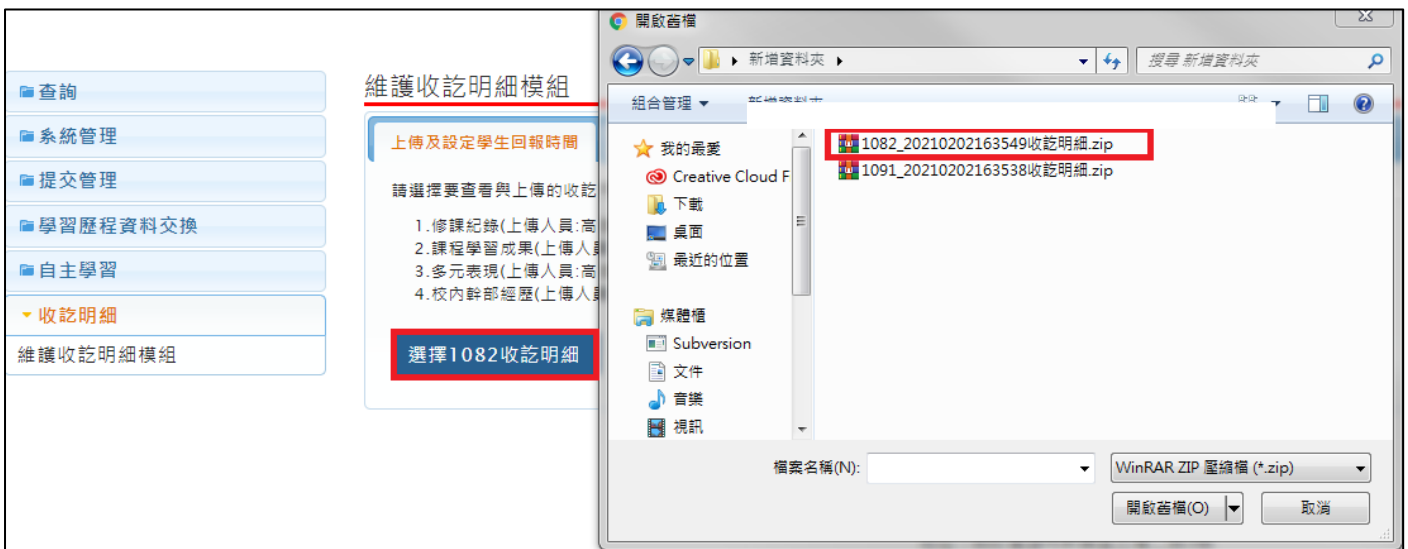 查詢
系統管理
提交管理
學習歷程資料交換
自主學習
收訖明細
維護收訖明細模組
維護收訖明細模組
上傳及設定學生回報時間
請選擇要查看與上傳的收訖
1.修課紀錄(上傳人員:高
2.課程學習成果(上傳人員
3.多元表現(上傳人員:高
4.校內幹部經歷(上傳人員
選擇1082收訖明細
開啟舊檔
新增資料夾
搜尋 新增資料夾
組合管理
新增資料夾
我的最愛
Creative Cloud F
下載
桌面
最近的位置
媒體櫃
Subversion
文件
音樂
視訊
1082_20210202163549收訖明細.zip
1091_20210202163538收訖明細.zip
檔案名稱(N):
WinRAR ZIP 壓縮檔 (*.zip)
開啟舊檔(O)
取消